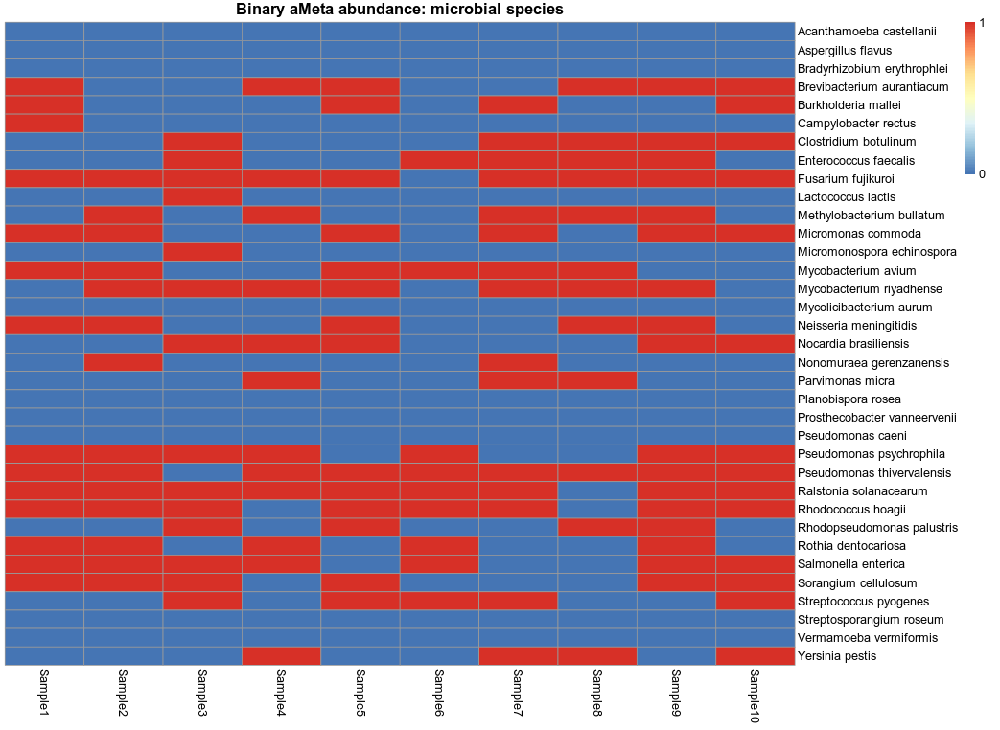 Binary aMeta abundance: microbial species
1
0
Acanthamoeba castellanii
Aspergillus flavus
Bradyrhizobium erythrophlei
Brevibacterium aurantiacum
Burkholderia mallei
Campylobacter rectus
Clostridium botulinum
Enterococcus faecalis
Fusarium fujikuroi
Lactococcus lactis
Methylobacterium bullatum
Micromonas commoda
Micromonospora echinospora
Mycobacterium avium
Mycobacterium riyadhense
Mycolicibacterium aurum
Neisseria meningitidis
Nocardia brasiliensis
Nonomuraea gerenzanensis
Parvimonas micra
Planobispora rosea
Prosthecobacter vanneervenii
Pseudomonas caeni
Pseudomonas psychrophila
Pseudomonas thivervalensis
Ralstonia solanacearum
Rhodococcus hoagii
Rhodopseudomonas palustris
Rothia dentocariosa
Salmonella enterica
Sorangium cellulosum
Streptococcus pyogenes
Streptosporangium roseum
Vermamoeba vermiformis
Yersinia pestis
Sample1
Sample2
Sample3
Sample4
Sample5
Sample6
Sample7
Sample8
Sample9
Sample10